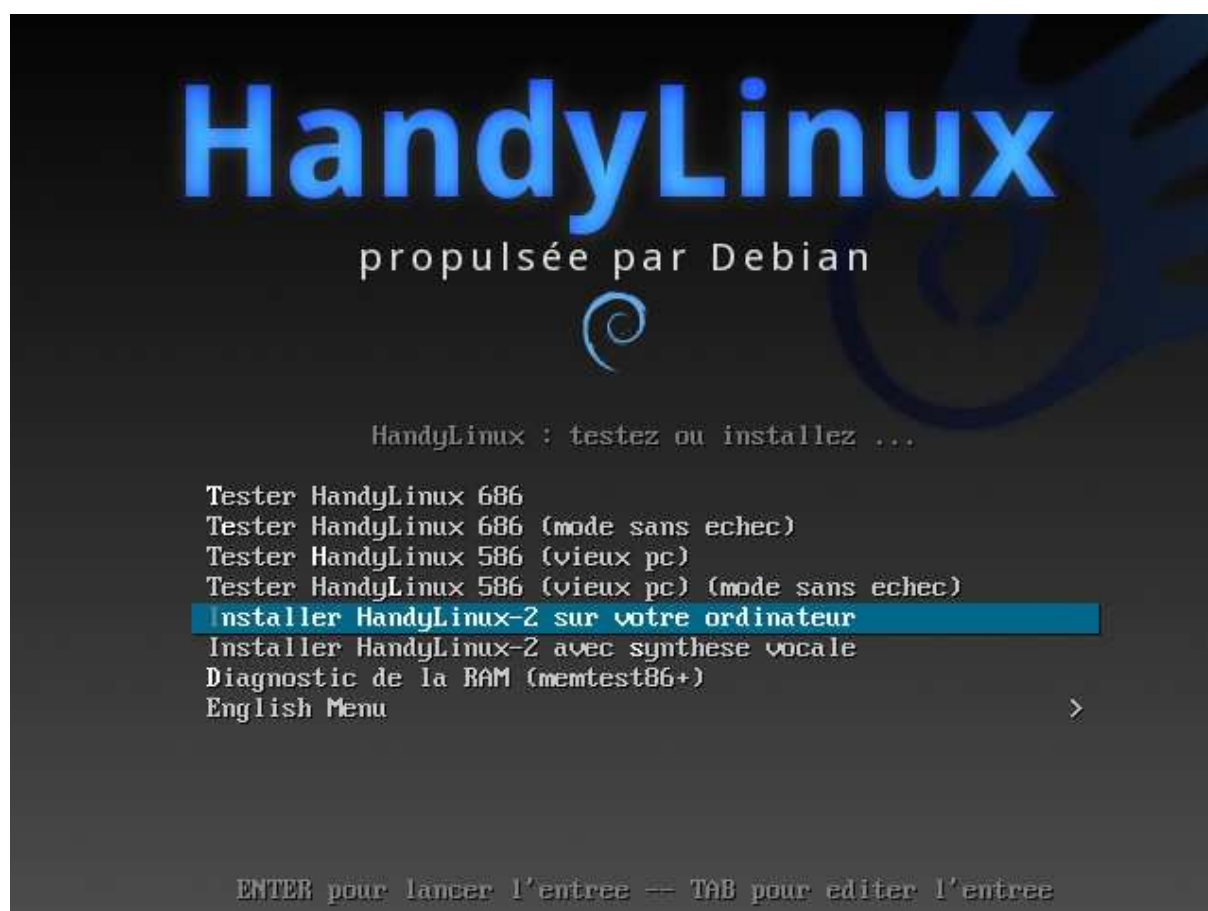 HandyLinux
propulsée par Debian
HandyLinux : testez ou installez ...
Tester HandyLinux 686
Tester HandyLinux 686 (mode sans echec)
Tester HandyLinux 586 (vieux pc)
Tester HandyLinux 586 (vieux pc) (mode sans echec)
Installer HandyLinux-2 sur votre ordinateur
Installer HandyLinux-2 avec synthese vocale
Diagnostic de la RAM (memtest86+)
English Menu >
ENTER pour lancer l'entree -- TAB pour editer l'entree